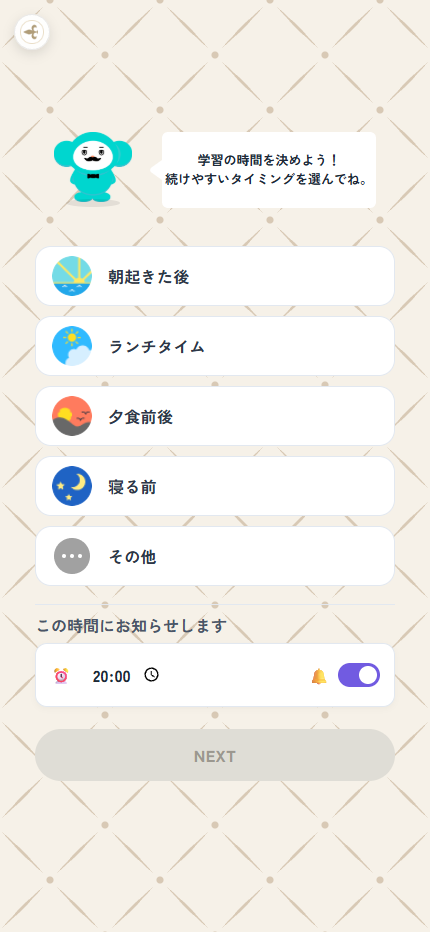 学習の時間を決めよう！
続けやすいタイミングを選んでね。
朝起きた後
ランチタイム
夕食前後
寝る前
その他
この時間にお知らせします
20:00
NEXT